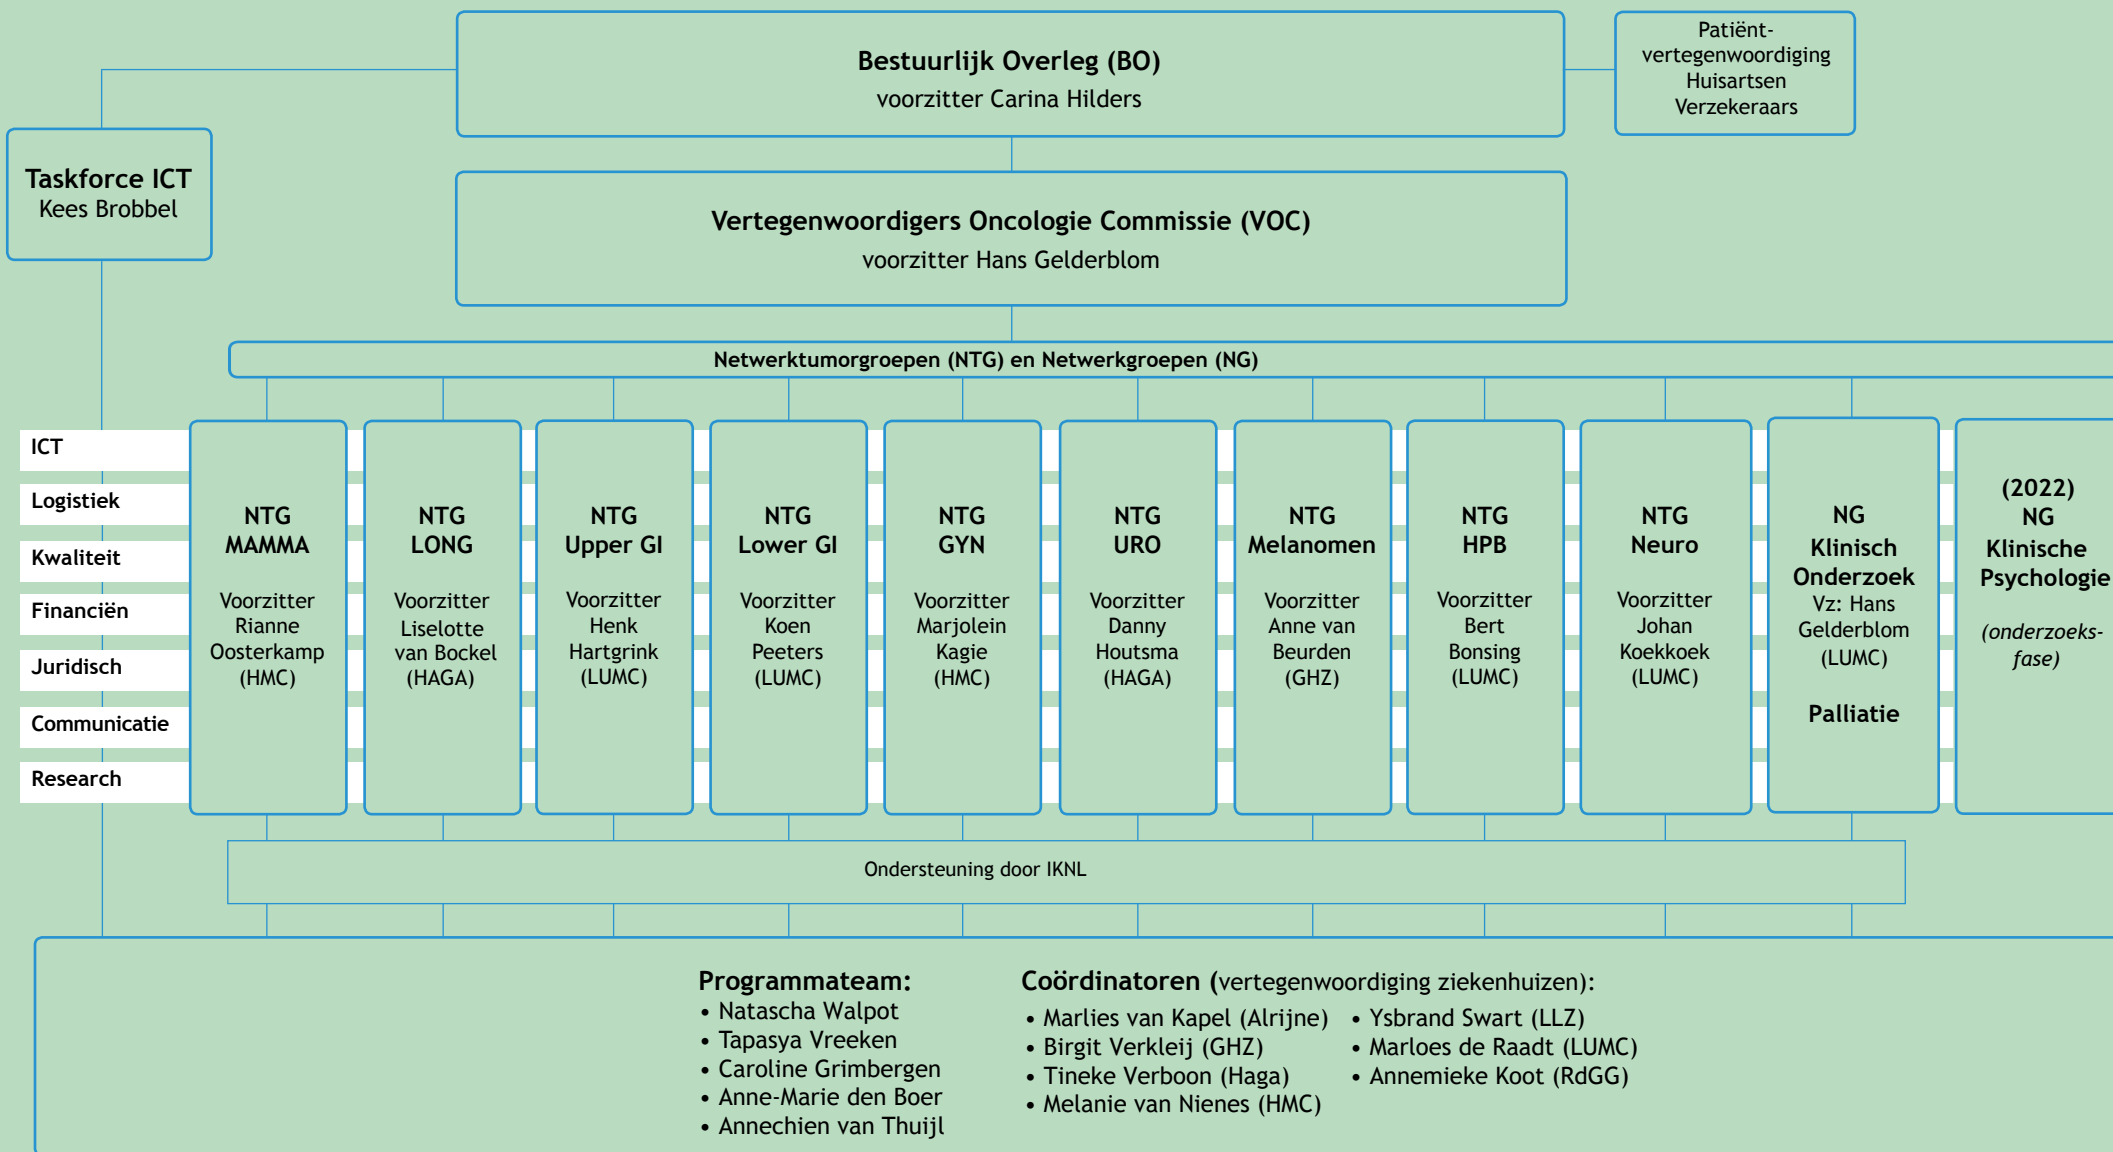 Bestuurlijk Overleg (BO)
voorzitter Carina Hilders
Patiënt-
vertegenwoordiging
Huisartsen
Verzekeraars
Taskforce ICT
Kees Brobbel
Vertegenwoordigers Oncologie Commissie (VOC)
voorzitter Hans Gelderblom
Netwerktumorgroepen (NTG) en Netwerkgroepen (NG)
ICT
Logistiek
Kwaliteit
Financiën
Juridisch
Communicatie
Research
NTG
MAMMA
Voorzitter
Rianne
Oosterkamp
(HMC)
NTG
LONG
Voorzitter
Liselotte
van Bockel
(HAGA)
NTG
Upper GI
Voorzitter
Henk
Hartgrink
(LUMC)
NTG
Lower GI
Voorzitter
Koen
Peeters
(LUMC)
NTG
GYN
Voorzitter
Marjolein
Kagie
(HMC)
NTG
URO
Voorzitter
Danny
Houtsma
(HAGA)
NTG
Melanomen
Voorzitter
Anne van
Beurden
(GHZ)
NTG
HPB
Voorzitter
Bert
Bonsing
(LUMC)
NTG
Neuro
Voorzitter
Johan
Koekkoek
(LUMC)
NG
Klinisch
Onderzoek
Vz: Hans
Gelderblom
(LUMC)
Palliatie
(2022)
NG
Klinische
Psychologie
(onderzoeks-
fase)
Ondersteuning door IKNL
Programmateam:
• Natascha Walpot
• Tapasya Vreeken
• Caroline Grimbergen
• Anne-Marie den Boer
• Annechien van Thuijl
Coördinatoren (vertegenwoordiging ziekenhuizen):
• Marlies van Kapel (Alrijne)
• Birgit Verkleij (GHZ)
• Tineke Verboon (Haga)
• Melanie van Nienes (HMC)
• Ysbrand Swart (LLZ)
• Marloes de Raadt (LUMC)
• Annemieke Koot (RdGG)